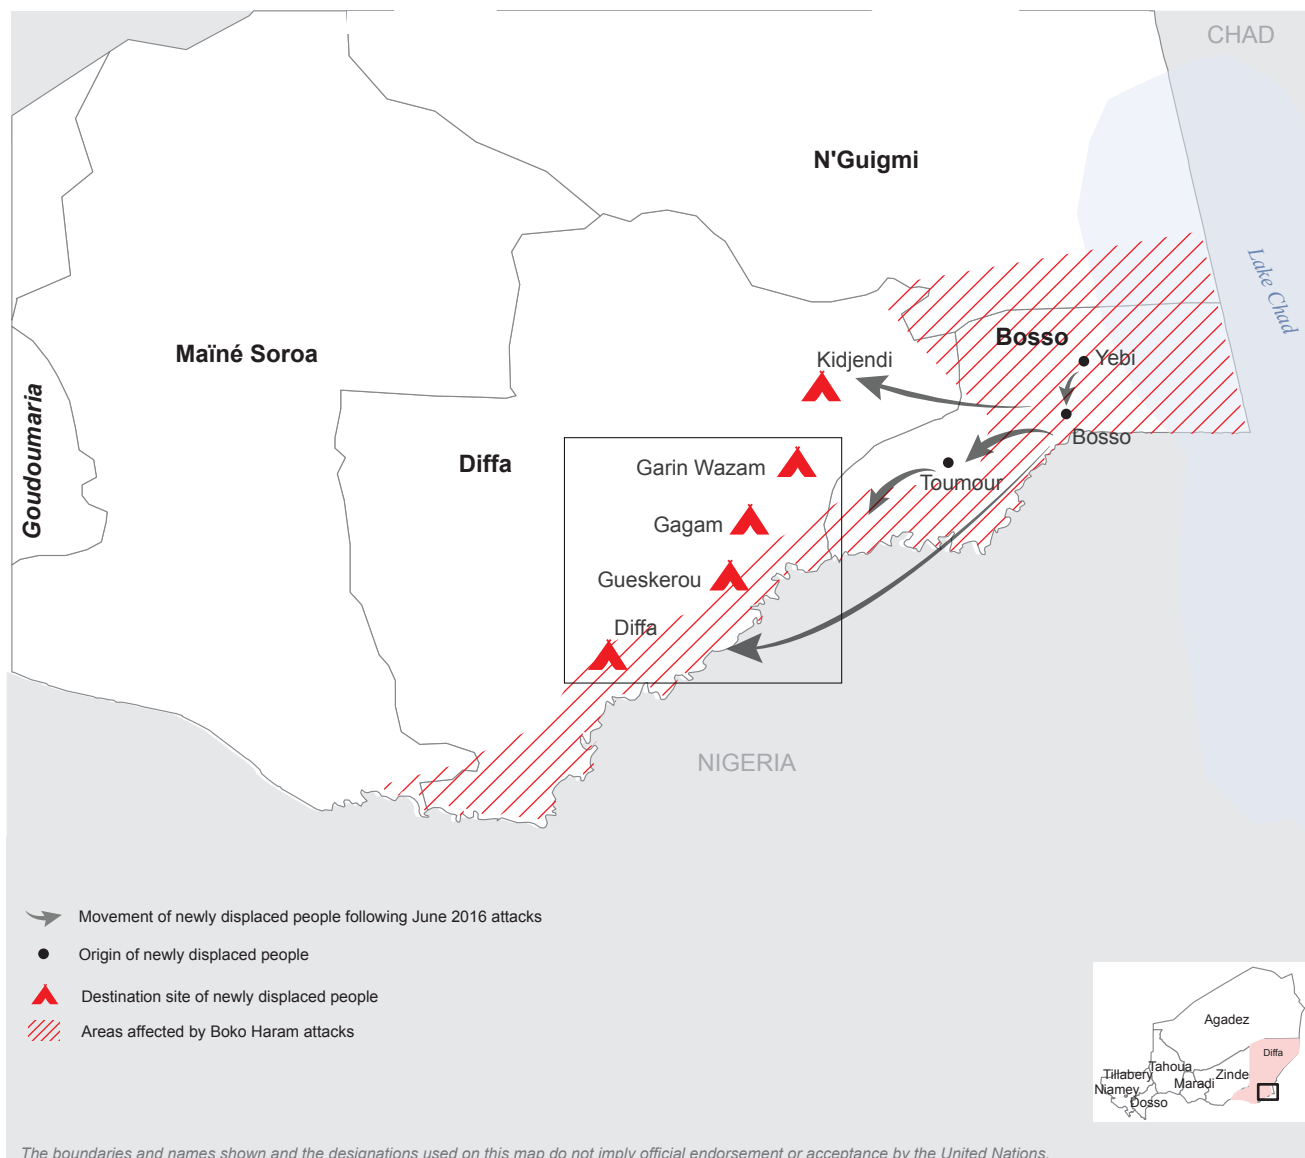 CHAD
N'Guigmi
Lake Chad
Bosso
Maïné Soroa
Kidjendi
Yebi
Goudoumaria
Bosso
Diffa
Garin Wazam
Toumour
Gagam
Gueskerou
Diffa
NIGERIA
Movement of newly displaced people following June 2016 attacks
Origin of newly displaced people
Destination site of newly displaced people
Areas affected by Boko Haram attacks
Agadez
Diffa
Tahoua
Tillabery
Zinde
Maradi
Niamey
Dosso
The boundaries and names shown and the designations used on this map do not imply official endorsement or acceptance by the United Nations.